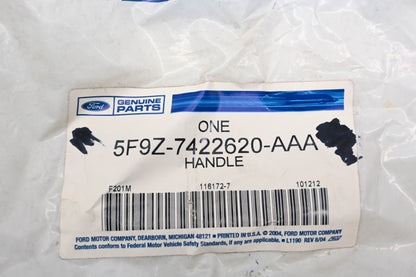 Ford
GENUINE
PARTS
ONE
5F9Z-7422620-AAA
HANDLE
F201M 116172-7 101212
FORD MOTOR COMPANY, DEARBORN, MICHIGAN 48121 ▶ PRINTED IN U.S.A. ▶ © 2004, FORD MOTOR COMPANY
Contents conform to Federal Motor Vehicle Safety Standards, if any are applicable. ▶ L1190 REV 6/04